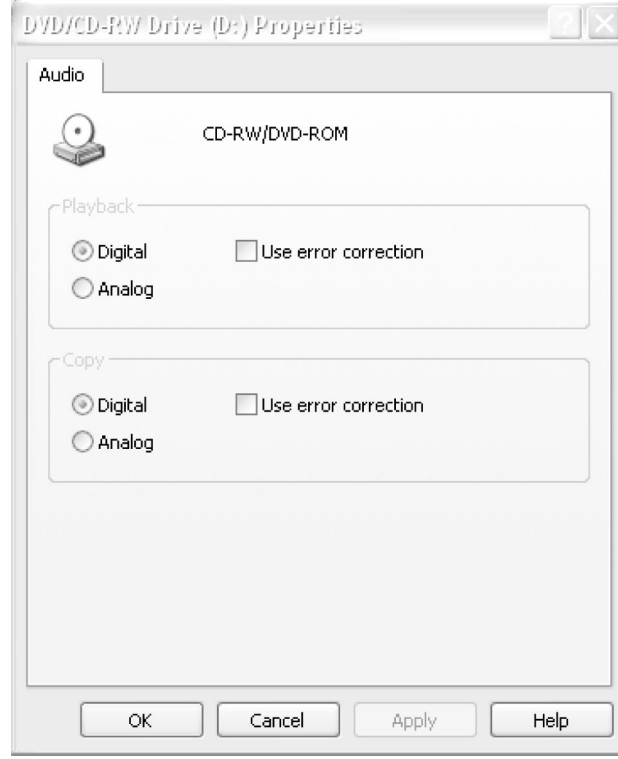 DVD/CD-RW Drive (D:) Properties
Audio
CD-RW/DVD-ROM
Playback
Digital
Use error correction
Analog
Copy
Digital
Use error correction
Analog
OK
Cancel
Apply
Help